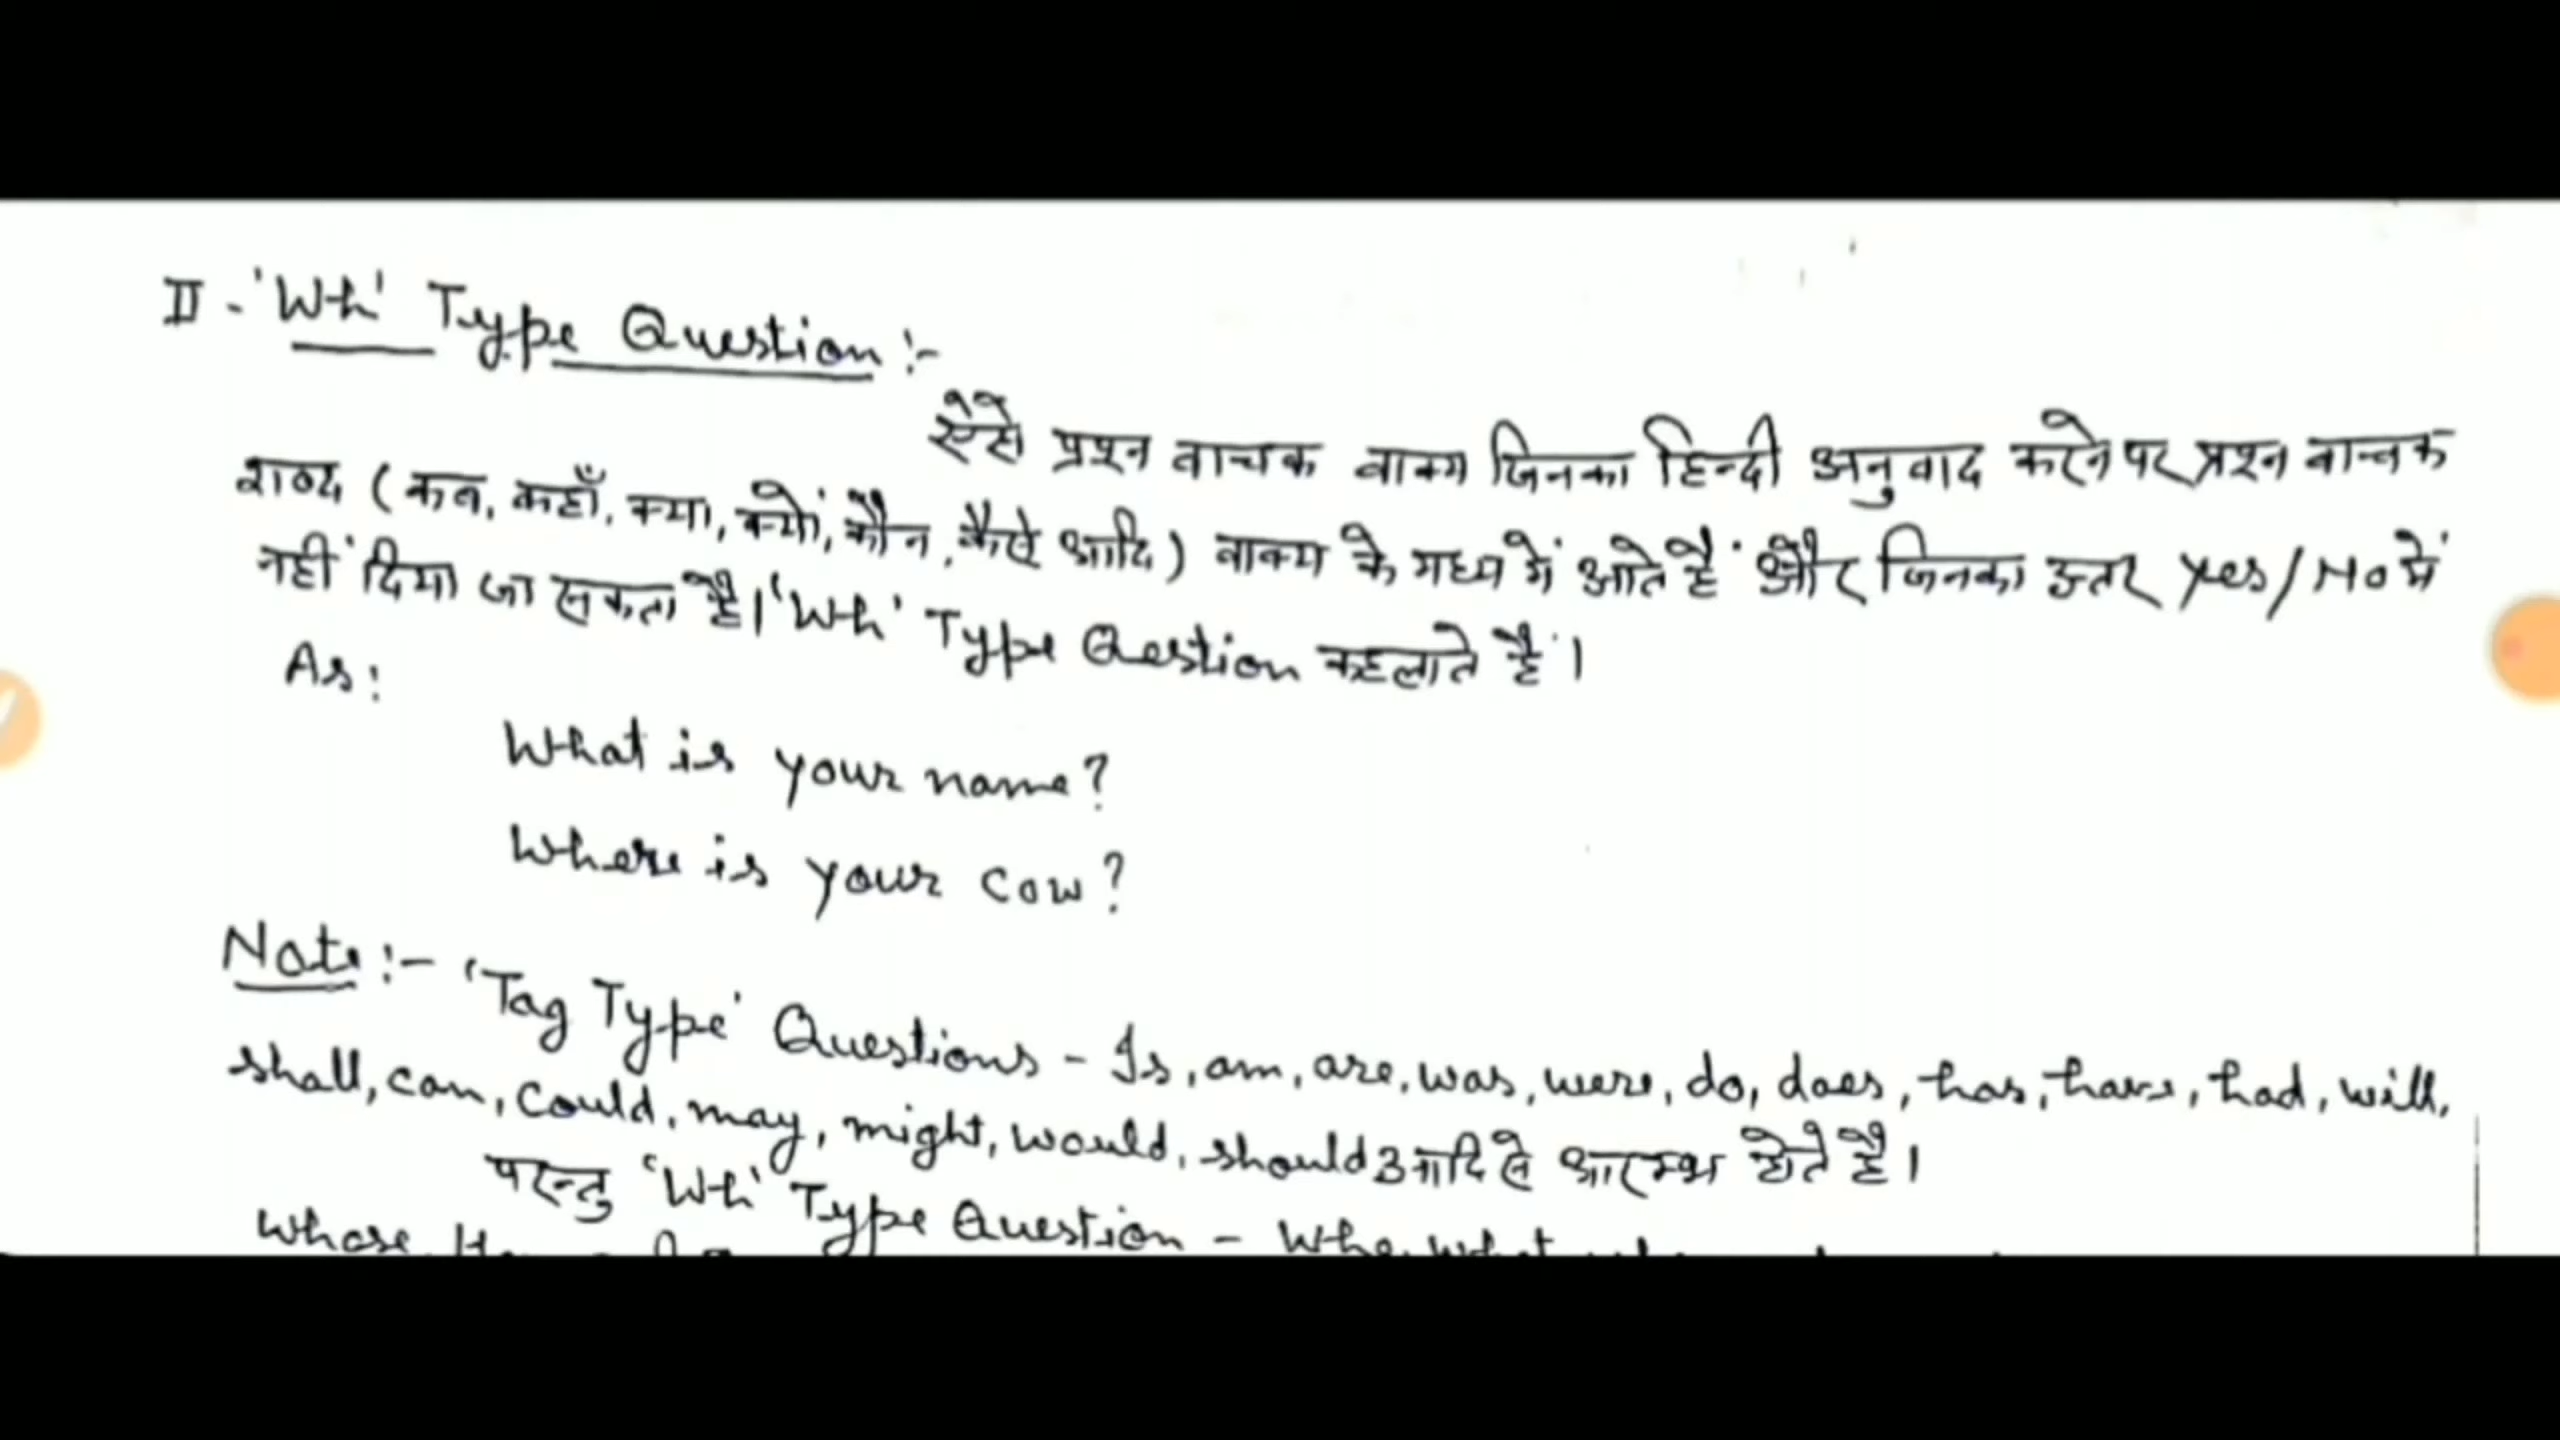 II - 'Wh' Type Question :-
ऐसे प्रश्न वाचक वाक्य जिनका हिन्दी अनुवाद करने पर प्रश्न वाचक
शब्द (कब, कहाँ, क्या, क्यों, कौन, कैसे आदि) वाक्य के मध्य में आते हैं और जिनका उत्तर Yes/No में
नहीं दिया जा सकता है। 'Wh' Type Qestion कहलाते है।
As:
What is your name?
Where is your cow?
Note :- 'Tag Type' Questions - Is, am, are, was, were, do, does, has, have, had, will,
shall, can, could, may, might, would, should आदि से आरम्भ होते है।
परन्तु 'Wh' Type Question - Who, What
Whose